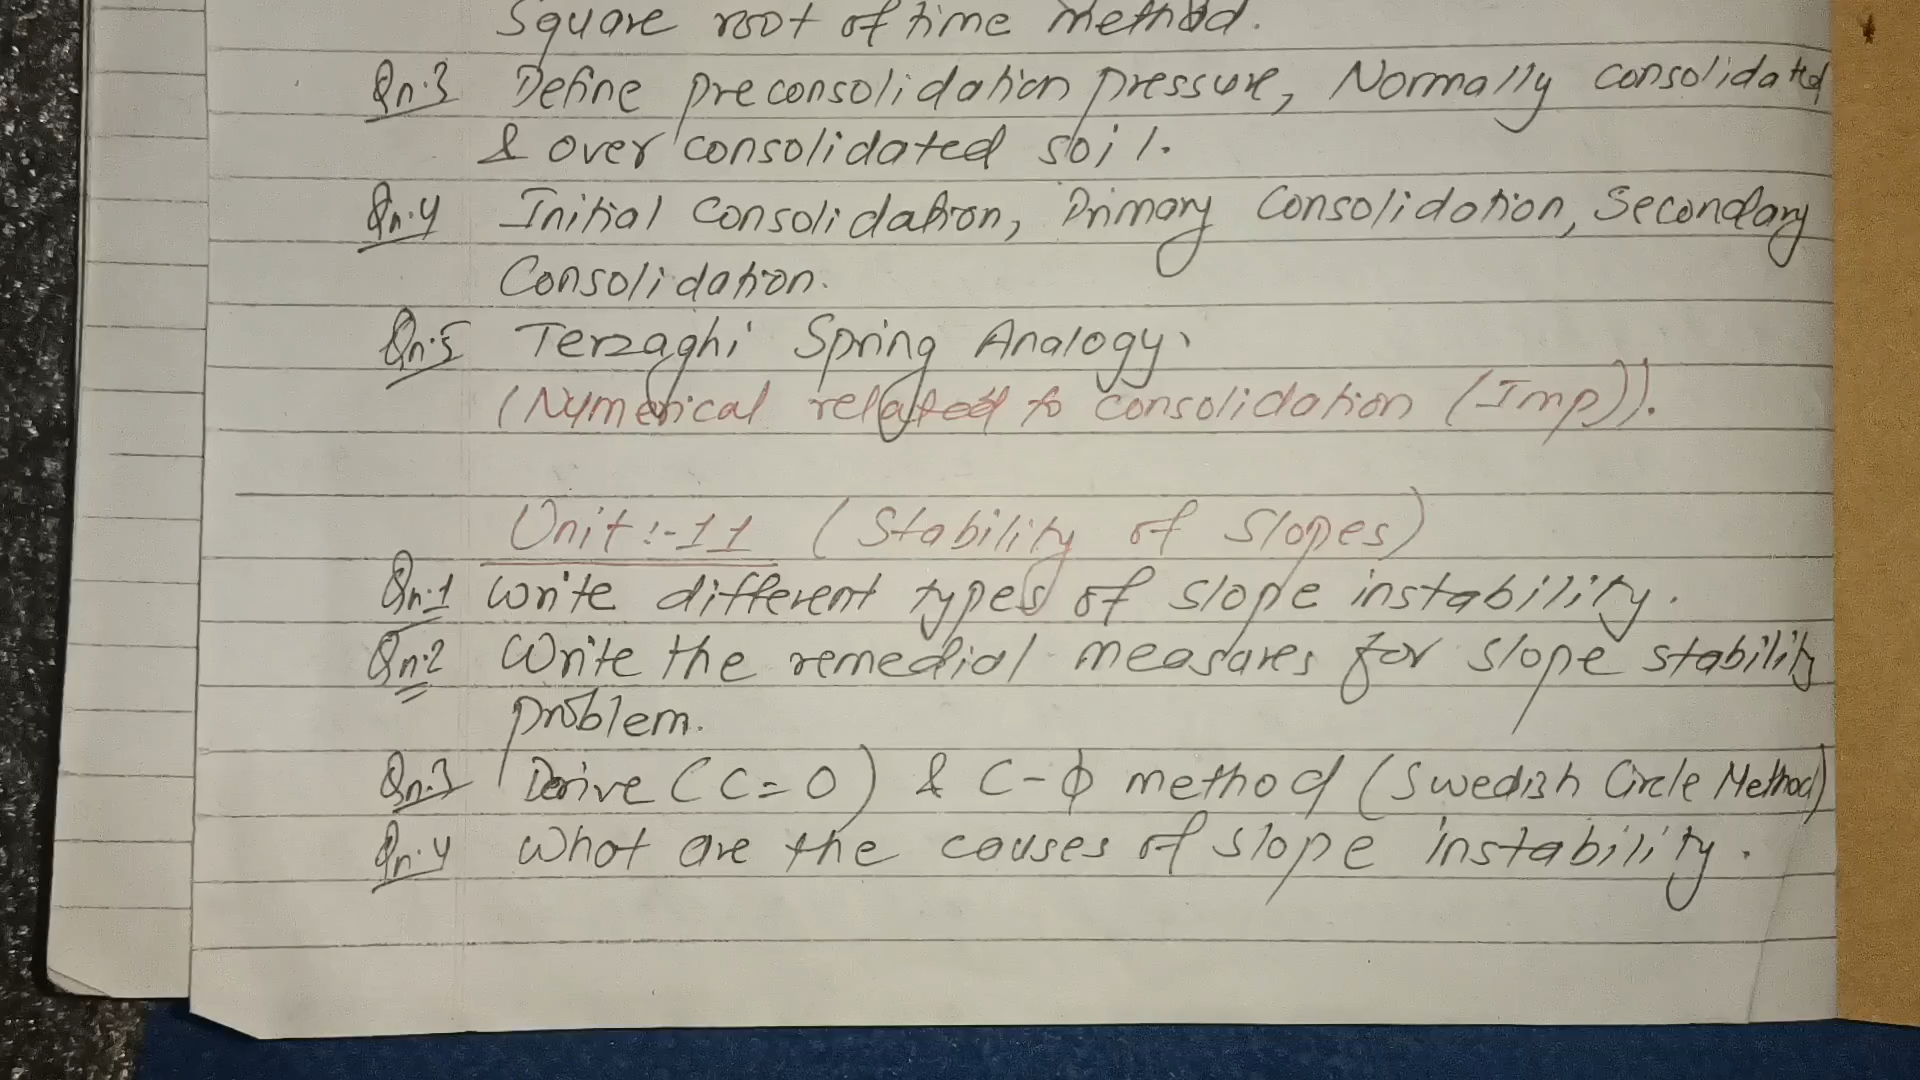 Square root of time method.
Qn.3 Define preconsolidation pressure, Normally consolidated
& over consolidated soil.
Qn.4 Initial consolidation, Primary Consolidation, Secondary
Consolidation.
Qn.5 Terzaghi Spring Analogy.
(Numerical related to consolidation (Imp)).
Unit:-11 (Stability of Slopes)
Qn.1 Write different types of slope instability.
Qn.2 Write the remedial measures for slope stability
problem.
Qn.3 Derive (C=0) & C-φ method (Swedish Circle Method)
Qn.4 What are the causes of slope instability.